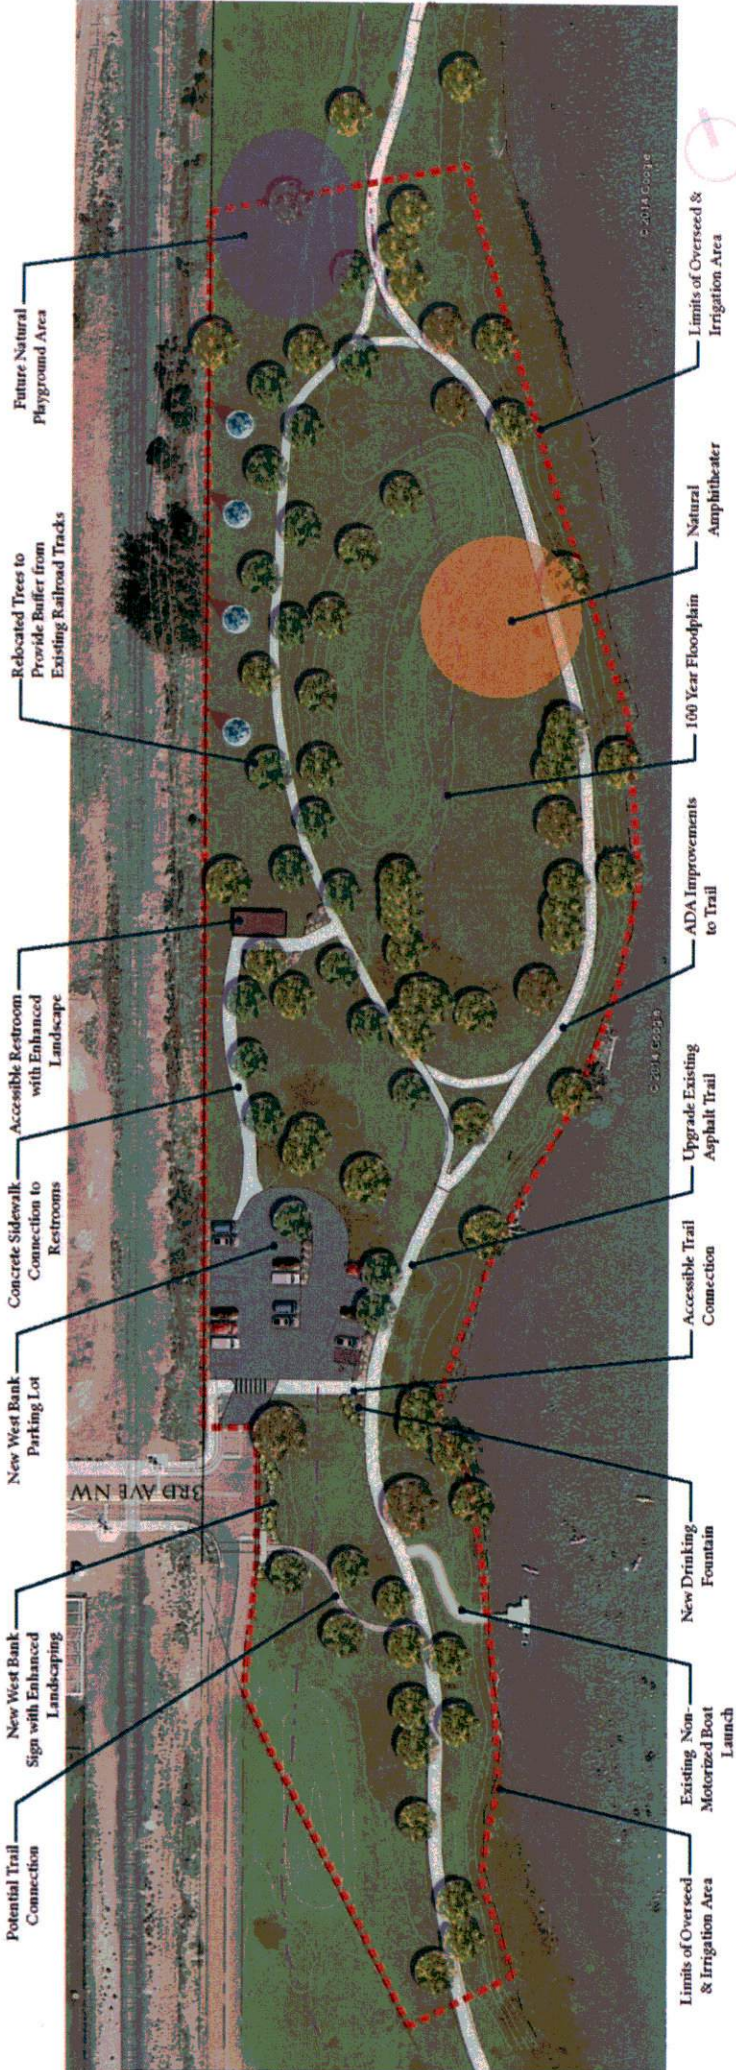 Potential Trail
Connection
New West Bank
Sign with Enhanced
Landscaping
New West Bank
Parking Lot
Concrete Sidewalk
Connection to
Restrooms
Accessible Restroom
with Enhanced
Landscape
Relocated Trees to
Provide Buffer from
Existing Railroad Tracks
Future Natural
Playground Area
3RD AVE NW
© 2014 Google
© 2014 Google
Limits of Overseed
& Irrigation Area
Existing Non-
Motorized Boat
Launch
New Drinking
Fountain
Accessible Trail
Connection
Upgrade Existing
Asphalt Trail
ADA Improvements
to Trail
100 Year Floodplain
Natural
Amphitheater
Limits of Overseed &
Irrigation Area